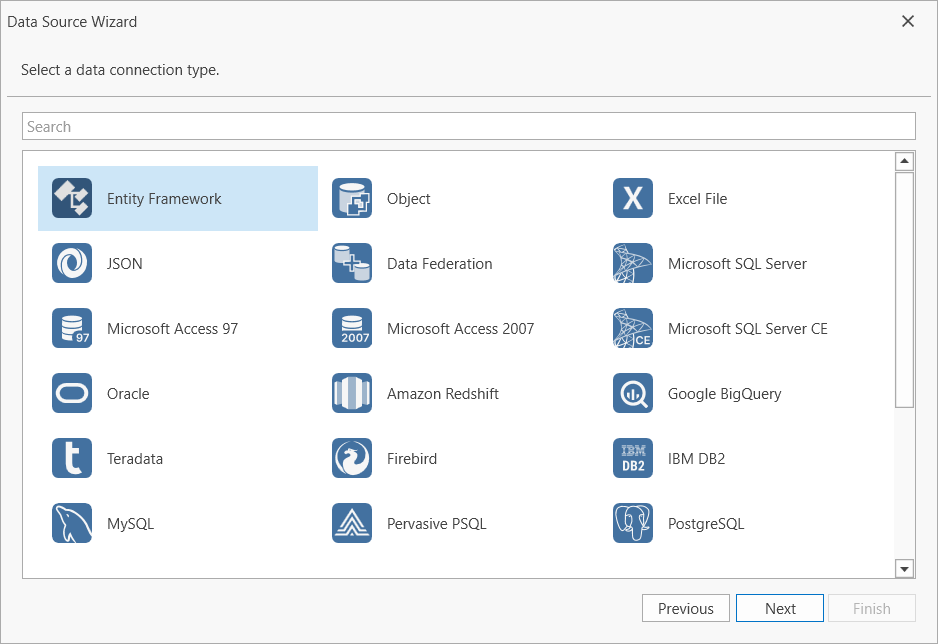 Data Source Wizard
Select a data connection type.
Search
Entity Framework
Object
X
Excel File
JSON
Data Federation
Microsoft SQL Server
97
Microsoft Access 97
2007
Microsoft Access 2007
CE
Microsoft SQL Server CE
Oracle
Amazon Redshift
Google BigQuery
t
Teradata
Firebird
IBM
DB2
IBM DB2
MySQL
Pervasive PSQL
PostgreSQL
Previous
Next
Finish